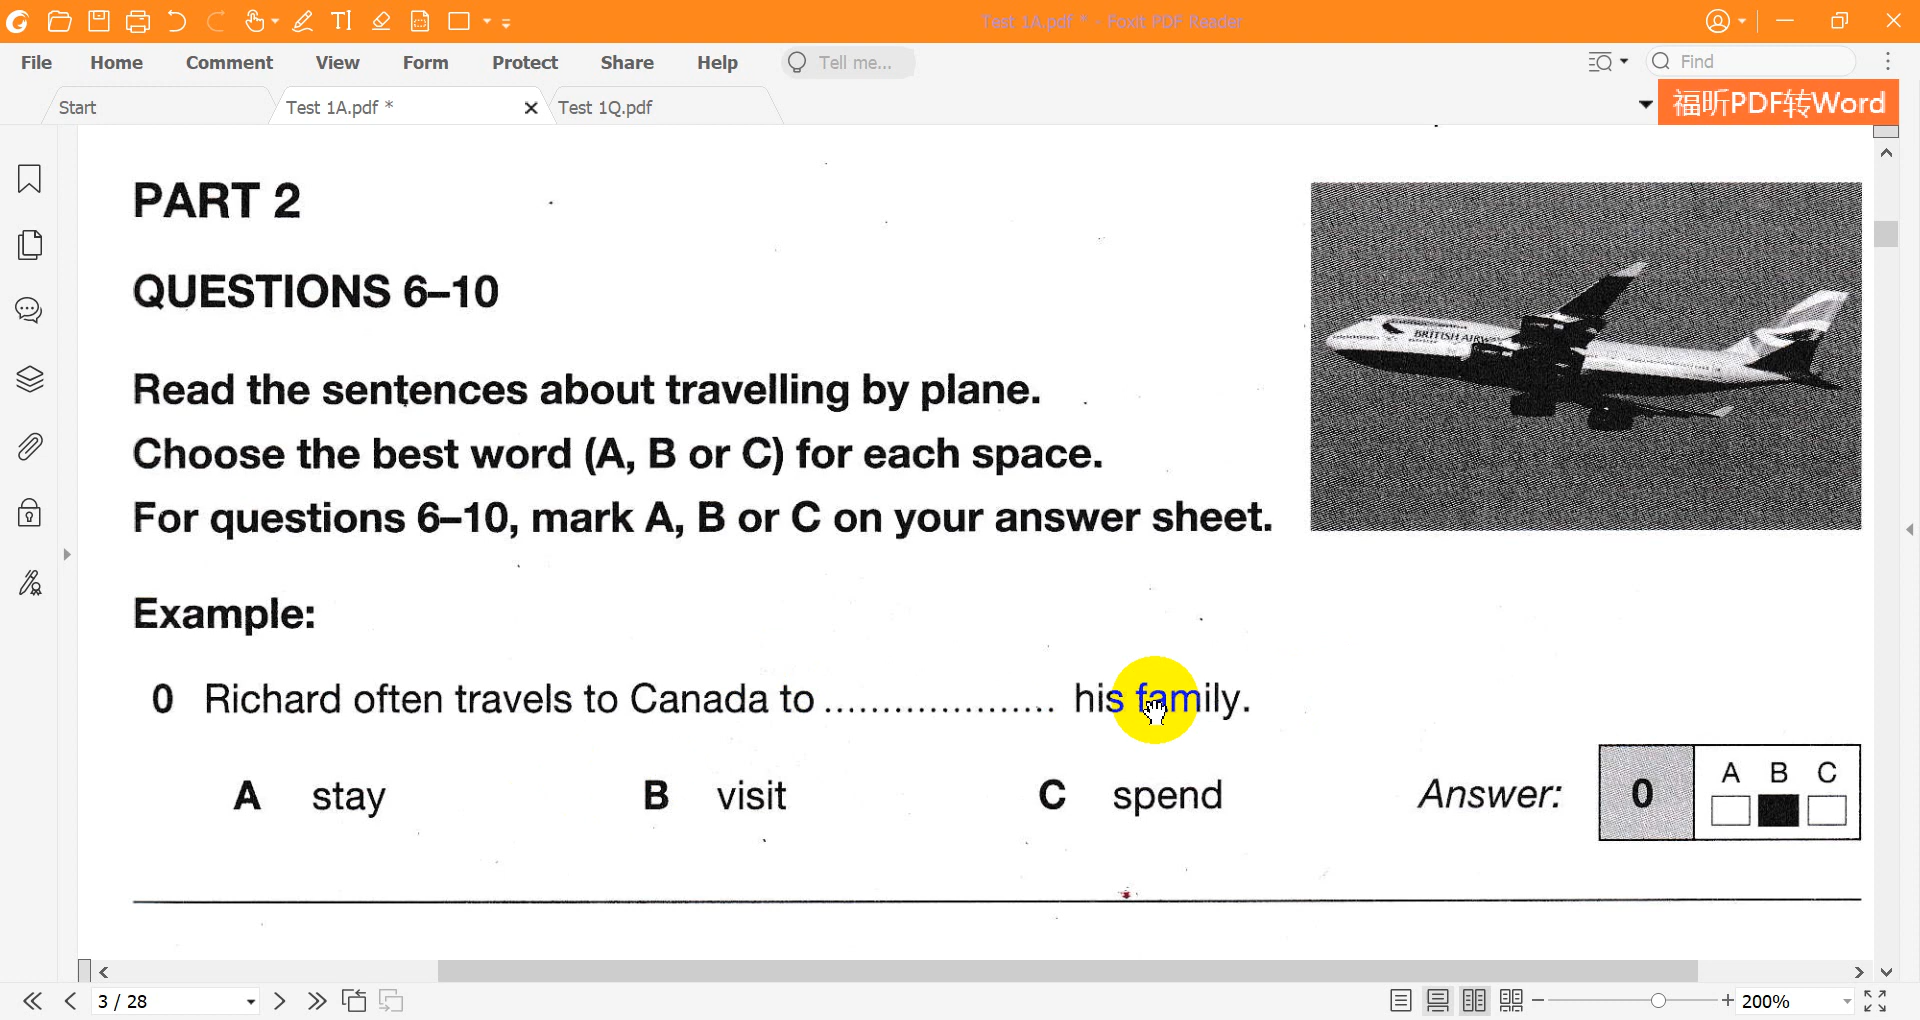 Test 1A.pdf * - Foxit PDF Reader
File Home Comment View Form Protect Share Help Tell me... Find
Start Test 1A.pdf * Test 1Q.pdf 福昕PDF转Word
PART 2
QUESTIONS 6–10
BRITISH AIRW
Read the sentences about travelling by plane.
Choose the best word (A, B or C) for each space.
For questions 6–10, mark A, B or C on your answer sheet.
Example:
0 Richard often travels to Canada to .................... his family.
A stay B visit C spend Answer: 0 A B C
3 / 28 200%